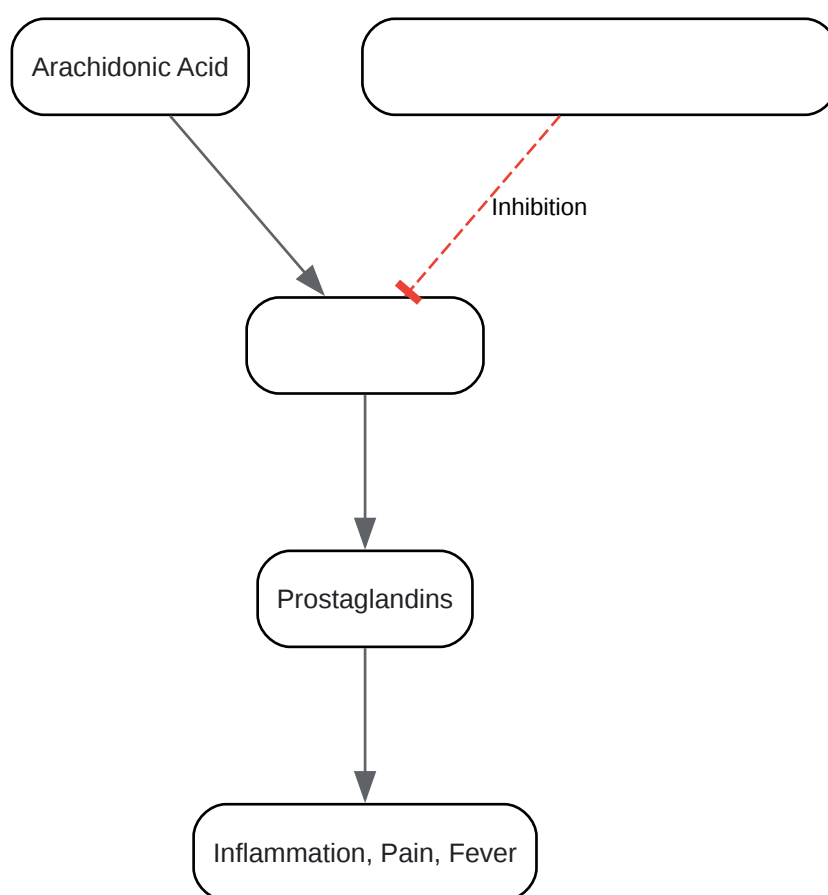 Arachidonic Acid
Inhibition
Prostaglandins
Inflammation, Pain, Fever